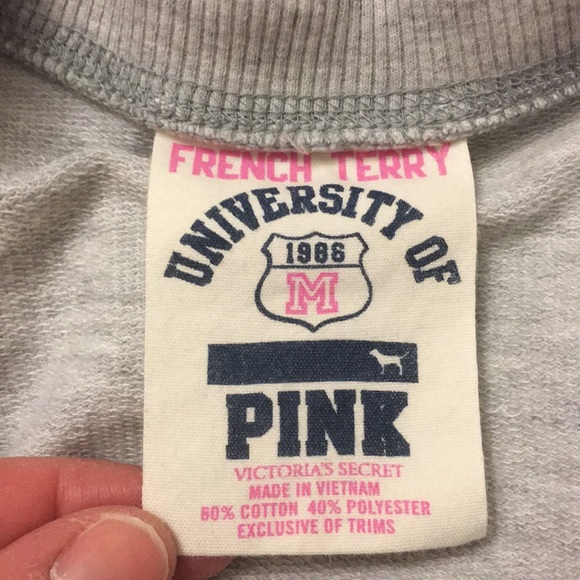 FRENCH TERRY
UNIVERSITY OF
1986
M
PINK
VICTORIA'S SECRET
MADE IN VIETNAM
60% COTTON 40% POLYESTER
EXCLUSIVE OF TRIMS